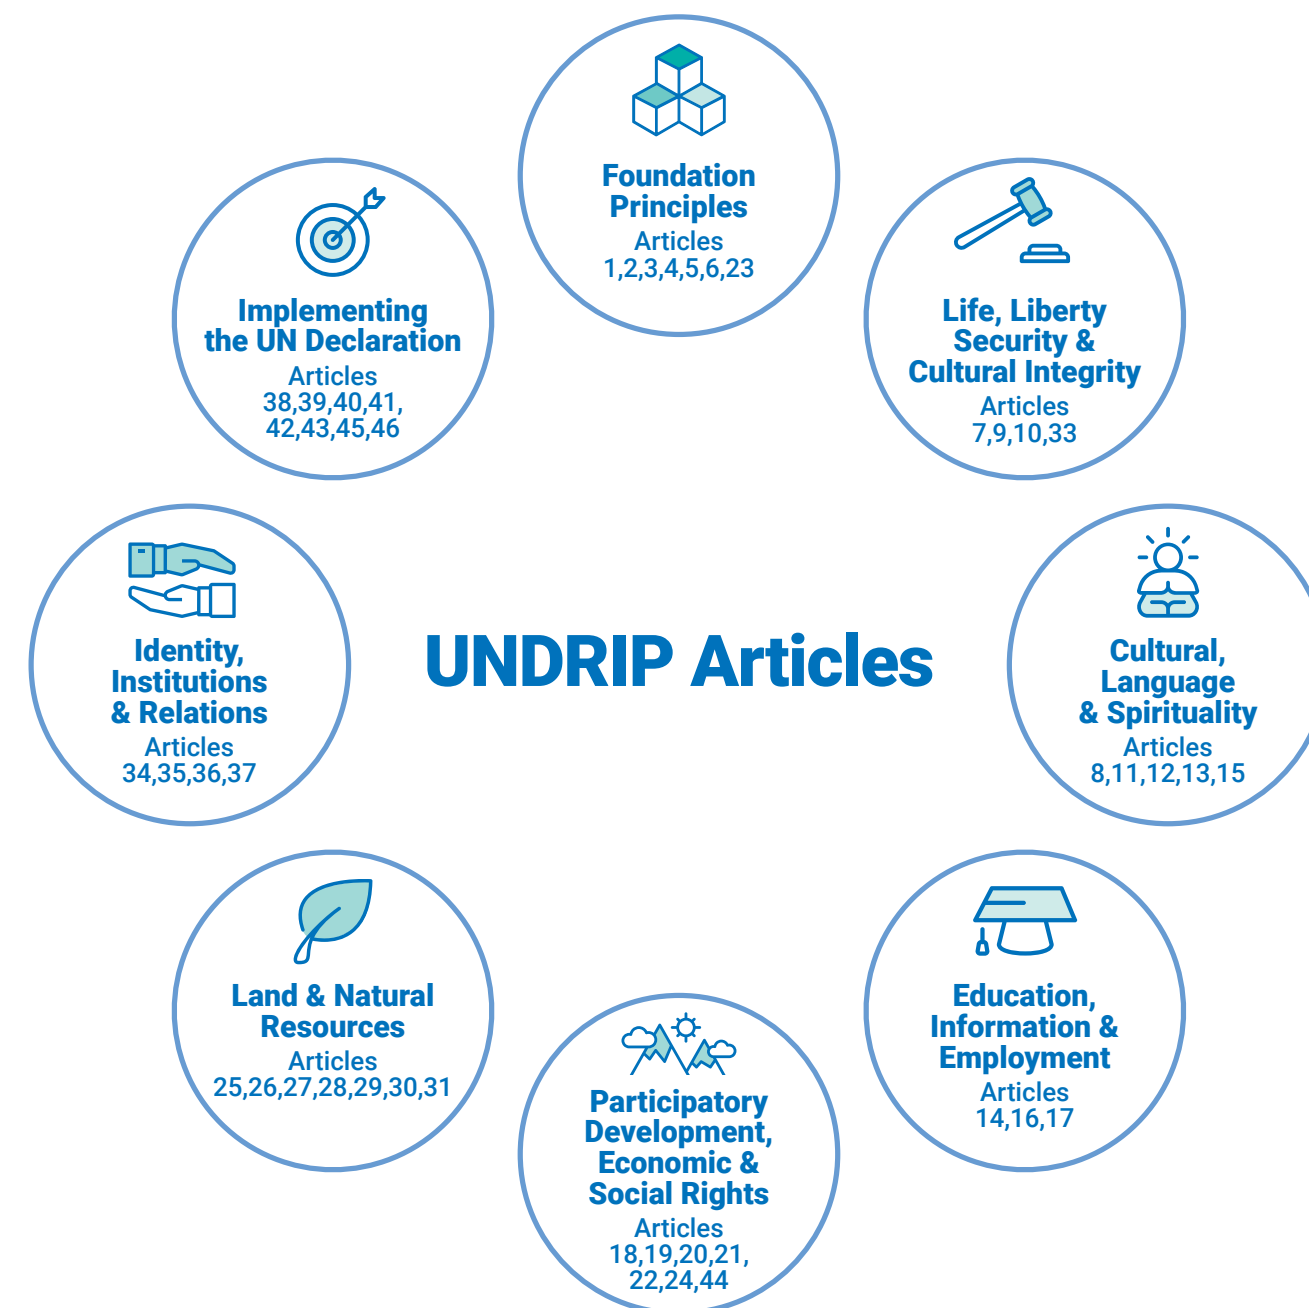 Foundation
Principles
Articles
1,2,3,4,5,6,23
Life, Liberty
Security &
Cultural Integrity
Articles
7,9,10,33
Cultural,
Language
& Spirituality
Articles
8,11,12,13,15
Education,
Information &
Employment
Articles
14,16,17
Participatory
Development,
Economic &
Social Rights
Articles
18,19,20,21,
22,24,44
Land & Natural
Resources
Articles
25,26,27,28,29,30,31
Identity,
Institutions
& Relations
Articles
34,35,36,37
Implementing
the UN Declaration
Articles
38,39,40,41,
42,43,45,46
UNDRIP Articles